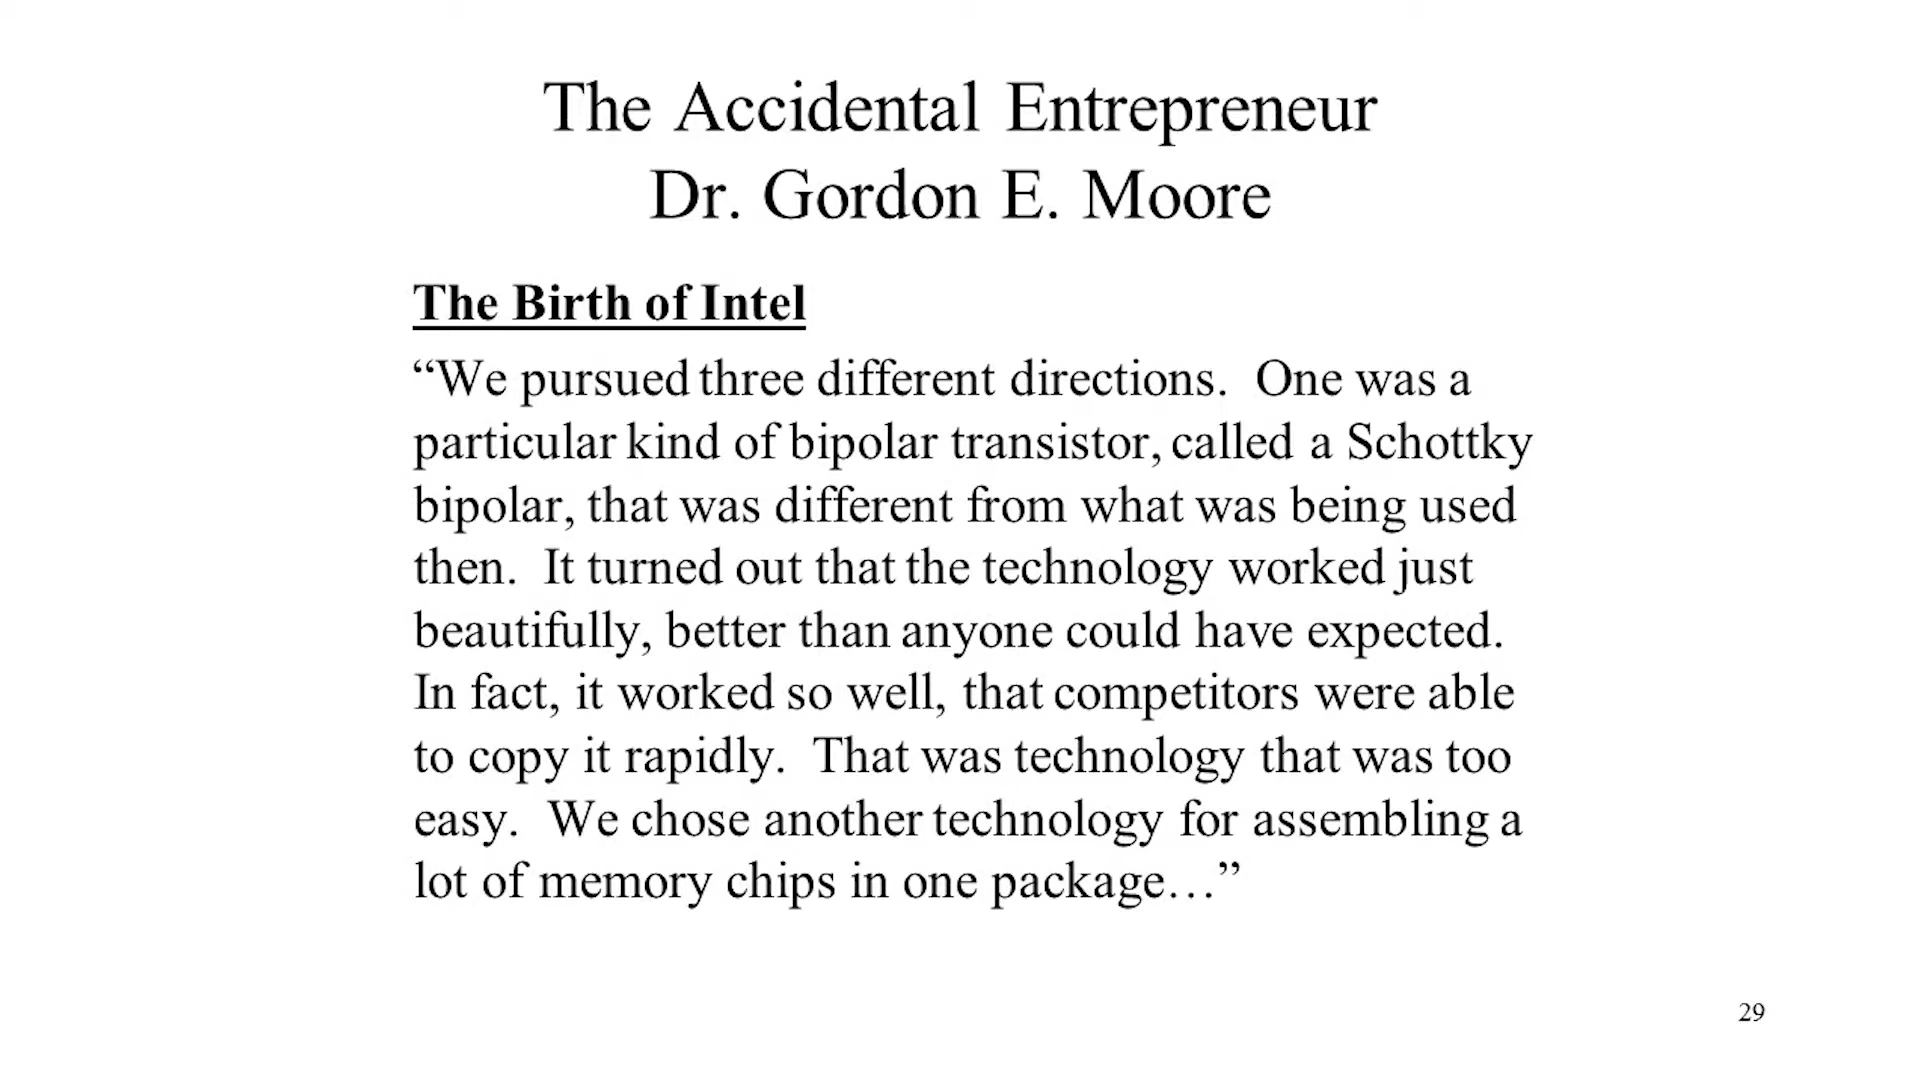 The Accidental Entrepreneur
Dr. Gordon E. Moore
The Birth of Intel
“We pursued three different directions.  One was a
particular kind of bipolar transistor, called a Schottky
bipolar, that was different from what was being used
then.  It turned out that the technology worked just
beautifully, better than anyone could have expected.
In fact, it worked so well, that competitors were able
to copy it rapidly.  That was technology that was too
easy.  We chose another technology for assembling a
lot of memory chips in one package…”
29